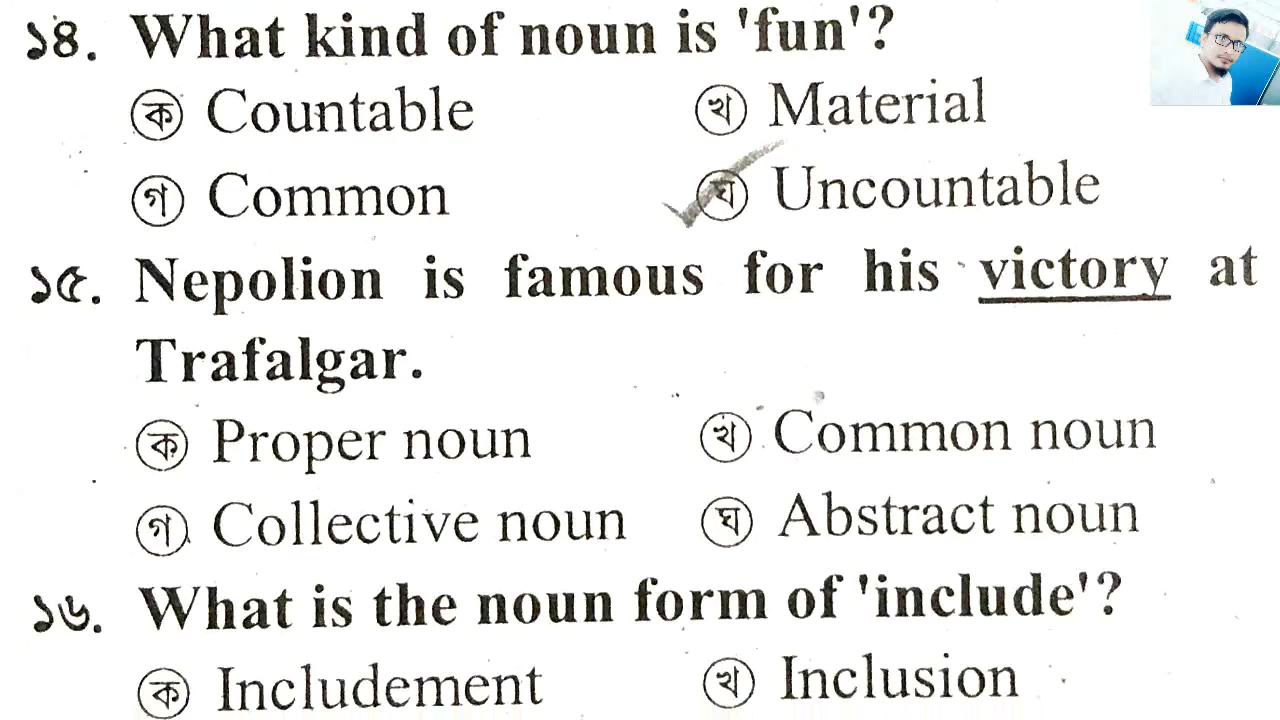 ১৪. What kind of noun is 'fun'?
ক Countable খ Material
গ Common ঘ Uncountable
১৫. Nepolion is famous for his victory at
Trafalgar.
ক Proper noun খ Common noun
গ Collective noun ঘ Abstract noun
১৬. What is the noun form of 'include'?
ক Includement খ Inclusion